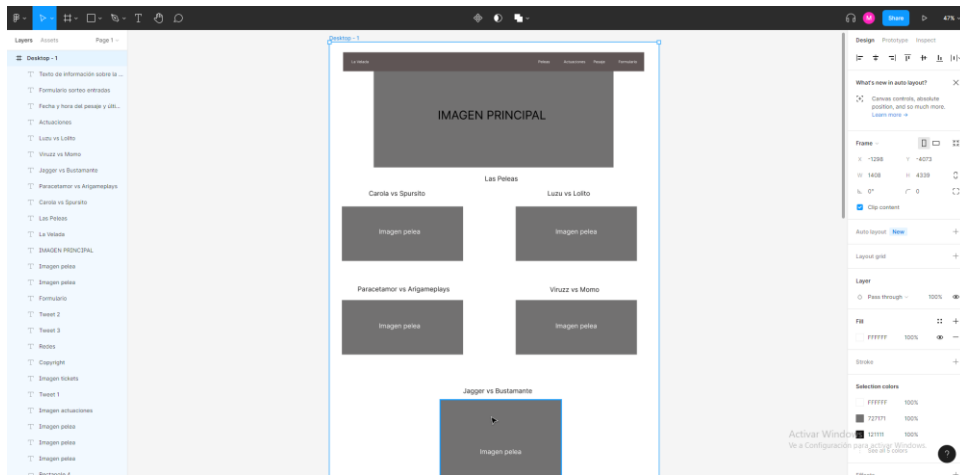 Share
47%
Layers Assets Page 1
Design Prototype Inspect
Desktop - 1
Texto de información sobre la ...
Formulario sorteo entradas
Fecha y hora del pesaje y últi...
Actuaciones
Luzu vs Lolito
Viruzz vs Momo
Jagger vs Bustamante
Paracetamor vs Arigameplays
Carola vs Spursito
Las Peleas
La Velada
IMAGEN PRINCIPAL
Imagen pelea
Imagen pelea
Formulario
Tweet 2
Tweet 3
Redes
Copyright
Imagen tickets
Tweet 1
Imagen actuaciones
Imagen pelea
Imagen pelea
Imagen pelea
Desktop - 1
La Velada Peleas Actuaciones Formulario
IMAGEN PRINCIPAL
Las Peleas
Carola vs Spursito Luzu vs Lolito
Imagen pelea Imagen pelea
Paracetamor vs Arigameplays Viruzz vs Momo
Imagen pelea Imagen pelea
Jagger vs Bustamante
Imagen pelea
What's new in auto layout?
Canvas controls, absolute
position, and so much more.
Learn more
Frame
X -1298 Y -4073
W 1408 H 4339
0° 0
Clip content
Auto layout New
Layout grid
Layer
Pass through 100%
Fill
FFFFFF 100%
Stroke
Selection colors
FFFFFF 100%
727171 100%
121111 100%
See all 5 colors
Activar Windows
Ve a Configuración para activar Windows.